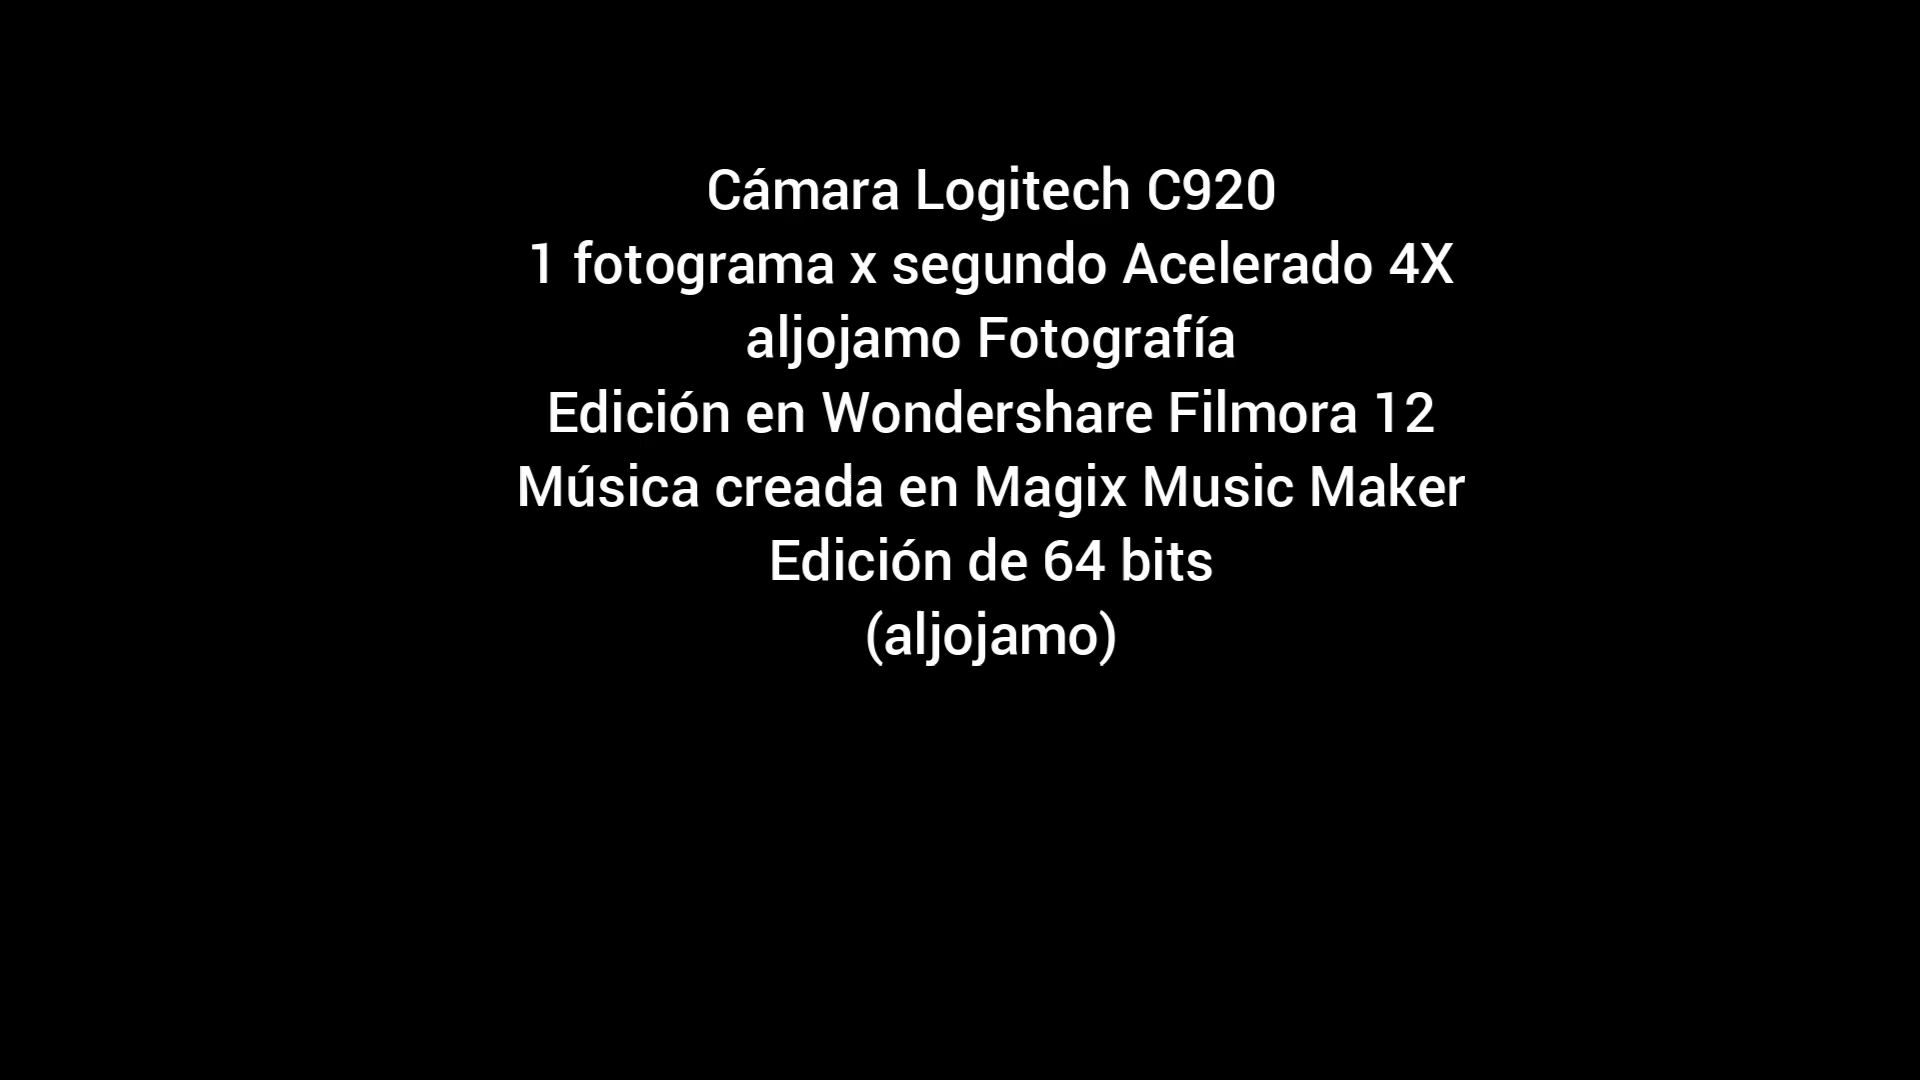 Cámara Logitech C920
1 fotograma x segundo Acelerado 4X
aljojamo Fotografía
Edición en Wondershare Filmora 12
Música creada en Magix Music Maker
Edición de 64 bits
(aljojamo)